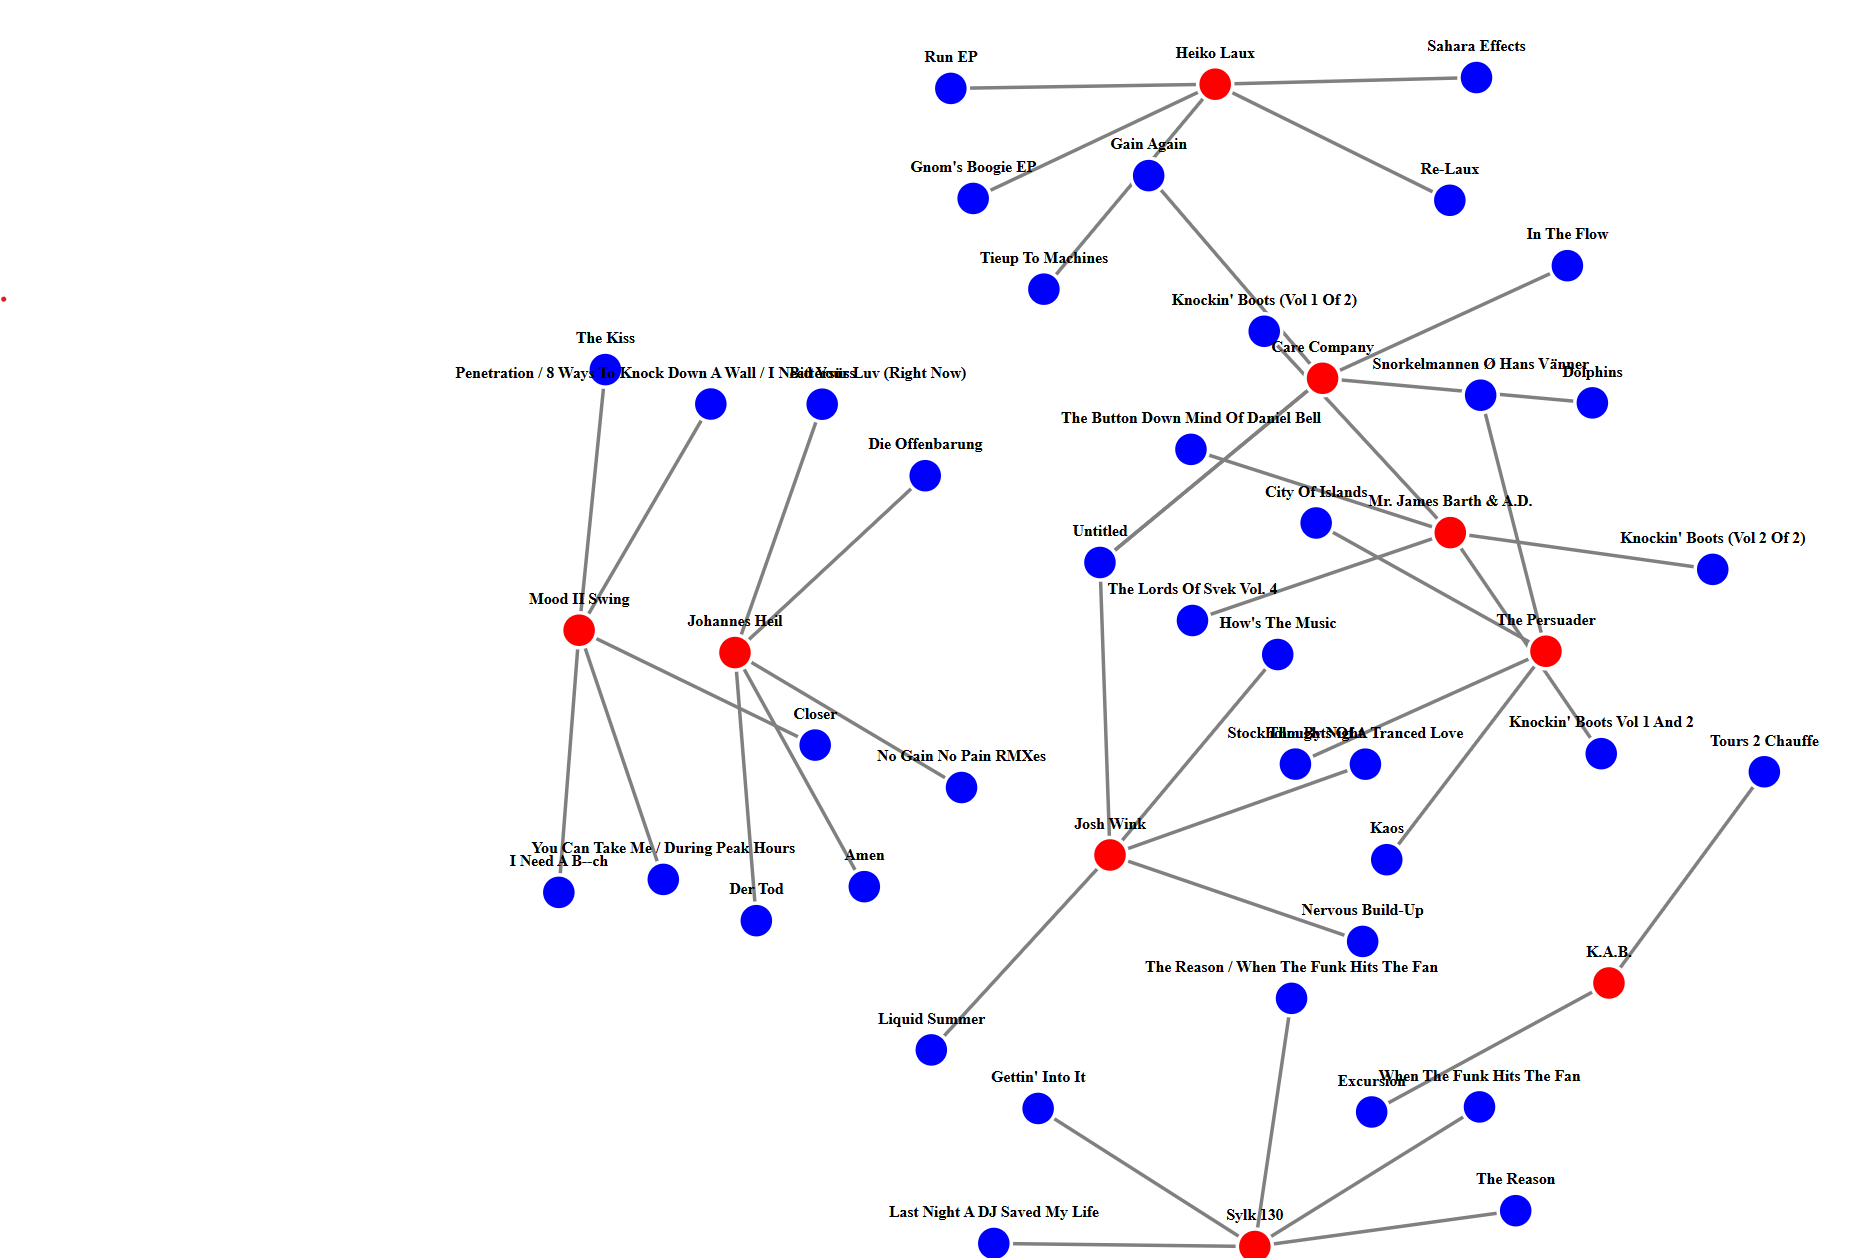 Sahara Effects
Heiko Laux
Run EP
Gain Again
Gnom's Boogie EP
Re-Laux
In The Flow
Tieup To Machines
Knockin' Boots (Vol 1 Of 2)
The Kiss
Care Company
Snorkelmannen Ø Hans Vänner
Dolphins
Penetration / 8 Ways To Knock Down A Wall / I Need Your Luv (Right Now)
The Button Down Mind Of Daniel Bell
Die Offenbarung
City Of Islands
Mr. James Barth & A.D.
Untitled
Knockin' Boots (Vol 2 Of 2)
The Lords Of Svek Vol. 4
Mood II Swing
Johannes Heil
How's The Music
The Persuader
Closer
Knockin' Boots Vol 1 And 2
Stockholm By Night
Thoughts Of A Tranced Love
Tours 2 Chauffe
No Gain No Pain RMXes
Josh Wink
Kaos
You Can Take Me / During Peak Hours
I Need A B--ch
Amen
Der Tod
Nervous Build-Up
K.A.B.
The Reason / When The Funk Hits The Fan
Liquid Summer
Gettin' Into It
Excursion
When The Funk Hits The Fan
The Reason
Last Night A DJ Saved My Life
Sylk 130